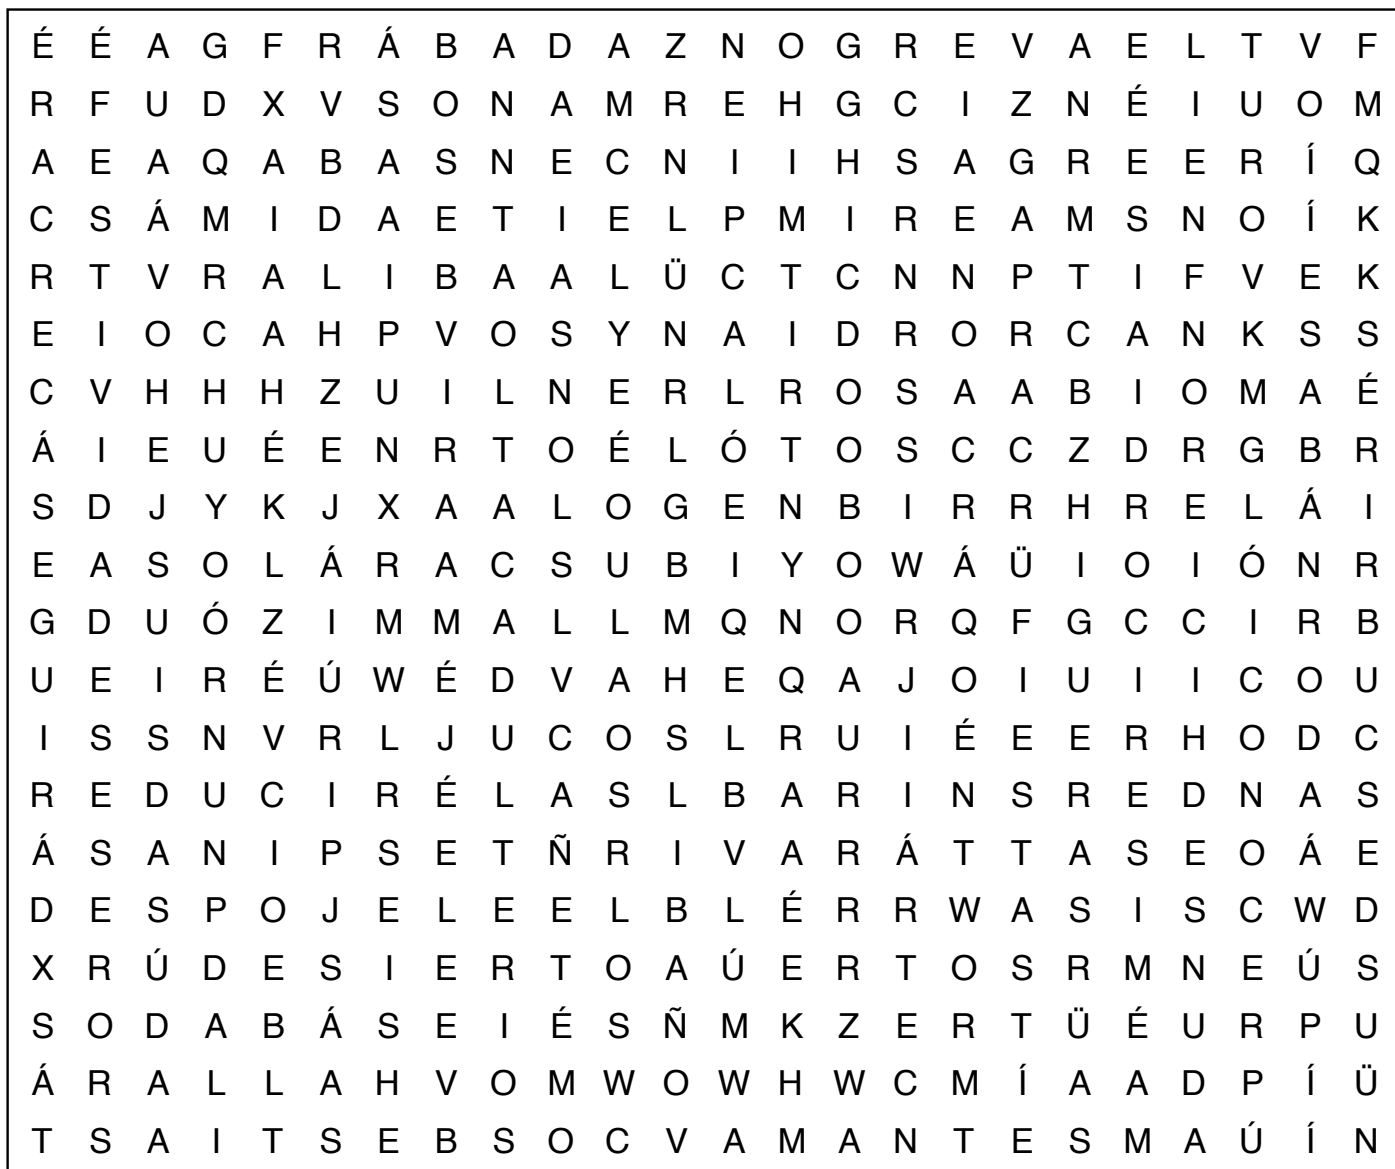 É É A G F R Á B A D A Z N O G R E V A E L T V F
R F U D X V S O N A M R E H G C I Z N É I U O M
A E A Q A B A S N E C N I I H S A G R E E R Í Q
C S Á M I D A E T I E L P M I R E A M S N O Í K
R T V R A L I B A A L Ü C T C N N P T I F V E K
E I O C A H P V O S Y N A I D R O R C A N K S S
C V H H H Z U I L N E R L R O S A A B I O M A É
Á I E U É E N R T O É L Ó T O S C C Z D R G B R
S D J Y K J X A A L O G E N B I R R H R E L Á I
E A S O L Á R A C S U B I Y O W Á Ü I O I Ó N R
G D U Ó Z I M M A L L M Q N O R Q F G C C I R B
U E I R É Ú W É D V A H E Q A J O I U I I C O U
I S S N V R L J U C O S L R U I É E E R H O D C
R E D U C I R É L A S L B A R I N S R E D N A S
Á S A N I P S E T Ñ R I V A R Á T T A S E O Á E
D E S P O J E L E E L B L É R R W A S I S C W D
X R Ú D E S I E R T O A Ú E R T O S R M N E Ú S
S O D A B Á S E I É S Ñ M K Z E R T Ü É U R P U
Á R A L L A H V O M W O W H W C M Í A A D P Í Ü
T S A I T S E B S O C V A M A N T E S M A Ú Í N